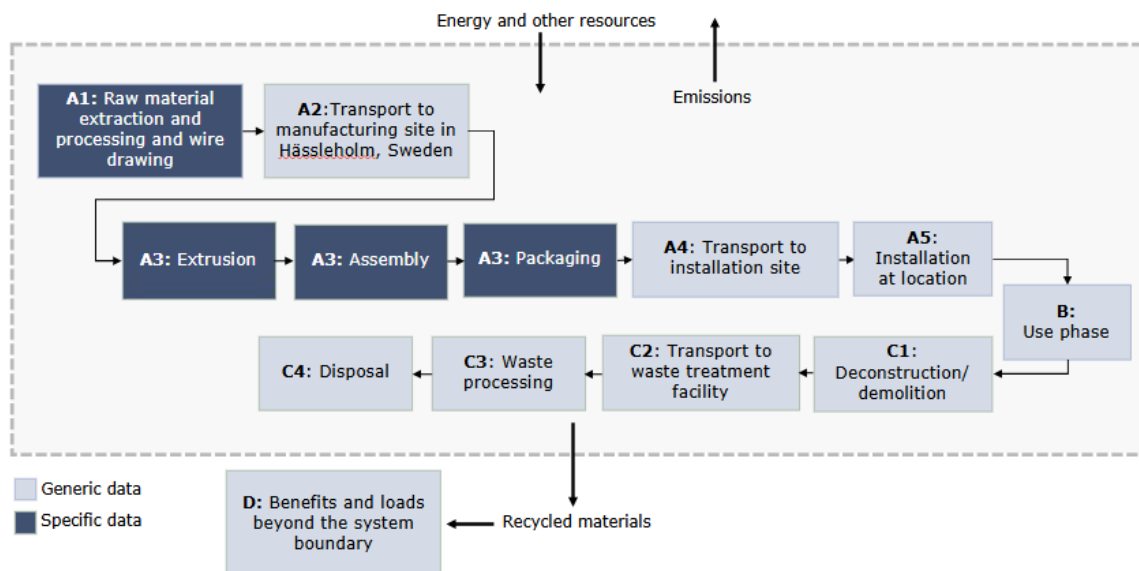 Energy and other resources
Emissions
A1: Raw material
extraction and
processing and wire
drawing
A2:Transport to
manufacturing site in
Hässleholm, Sweden
A3: Extrusion
A3: Assembly
A3: Packaging
A4: Transport to
installation site
A5:
Installation
at location
B:
Use phase
C1:
Deconstruction/
demolition
C2: Transport to
waste treatment
facility
C3: Waste
processing
C4: Disposal
Generic data
Specific data
D: Benefits and loads
beyond the system
boundary
Recycled materials